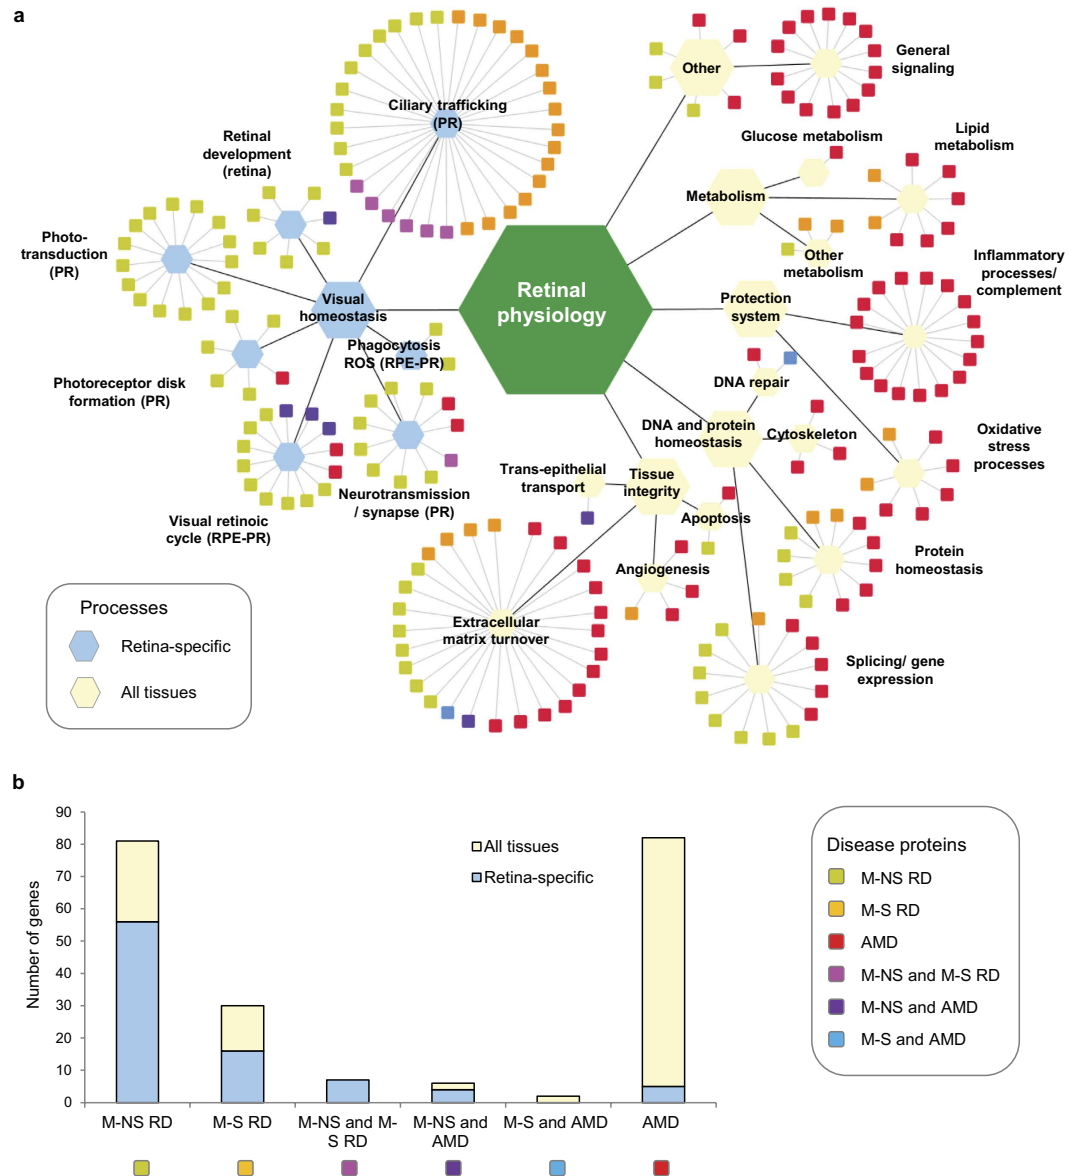 a
Ciliary trafficking
(PR)
Retinal
development
(retina)
Photo-
transduction
(PR)
Visual
homeostasis
Phagocytosis
ROS (RPE-PR)
Photoreceptor disk
formation (PR)
Visual retinoic
cycle (RPE-PR)
Neurotransmission
/ synapse (PR)
Retinal
physiology
Other
General
signaling
Glucose metabolism
Lipid
metabolism
Metabolism
Other
metabolism
Inflammatory
processes/
complement
Protection
system
DNA repair
DNA and protein
homeostasis
Cytoskeleton
Oxidative
stress
processes
Trans-epithelial
transport
Tissue
integrity
Apoptosis
Angiogenesis
Protein
homeostasis
Extracellular
matrix turnover
Splicing/ gene
expression
Processes
Retina-specific
All tissues
b
Number of genes
90
80
70
60
50
40
30
20
10
0
All tissues
Retina-specific
M-NS RD
M-S RD
M-NS and M-
S RD
M-NS and
AMD
M-S and AMD
AMD
Disease proteins
M-NS RD
M-S RD
AMD
M-NS and M-S RD
M-NS and AMD
M-S and AMD